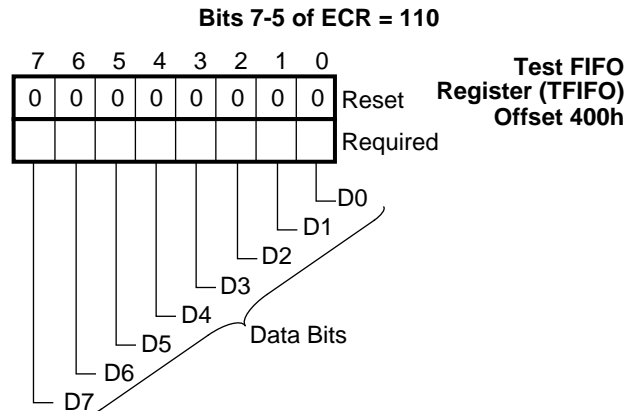 Bits 7-5 of ECR = 110
7 6 5 4 3 2 1 0
Test FIFO
Register (TFIFO)
Offset 400h
0 0 0 0 0 0 0 0 Reset
Required
D0
D1
D2
D3
D4
D5
D6
D7
Data Bits